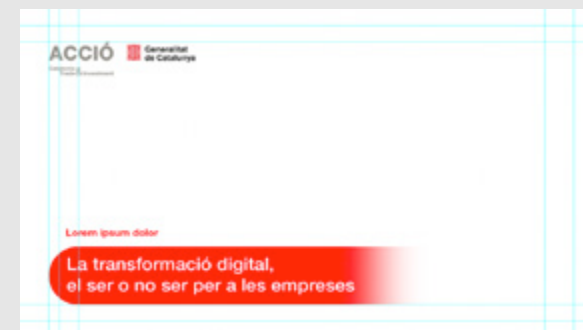 ACCIÓ
Generalitat
de Catalunya
Lorem ipsum dolor
La transformació digital,
el ser o no ser per a les empreses